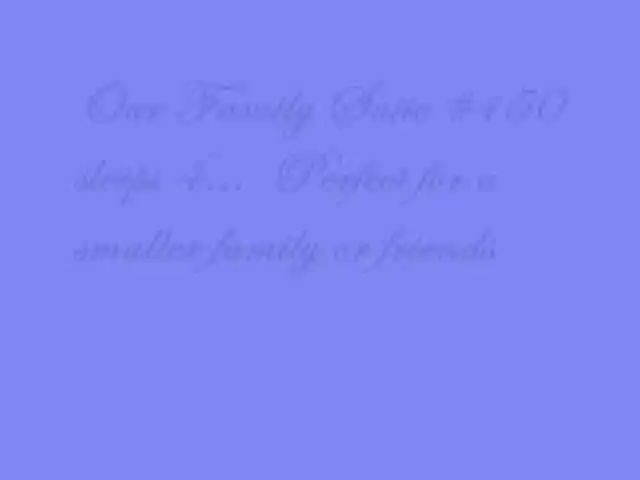 Our Family Suite #450
sleeps 4... Perfect for a
smaller family or friends